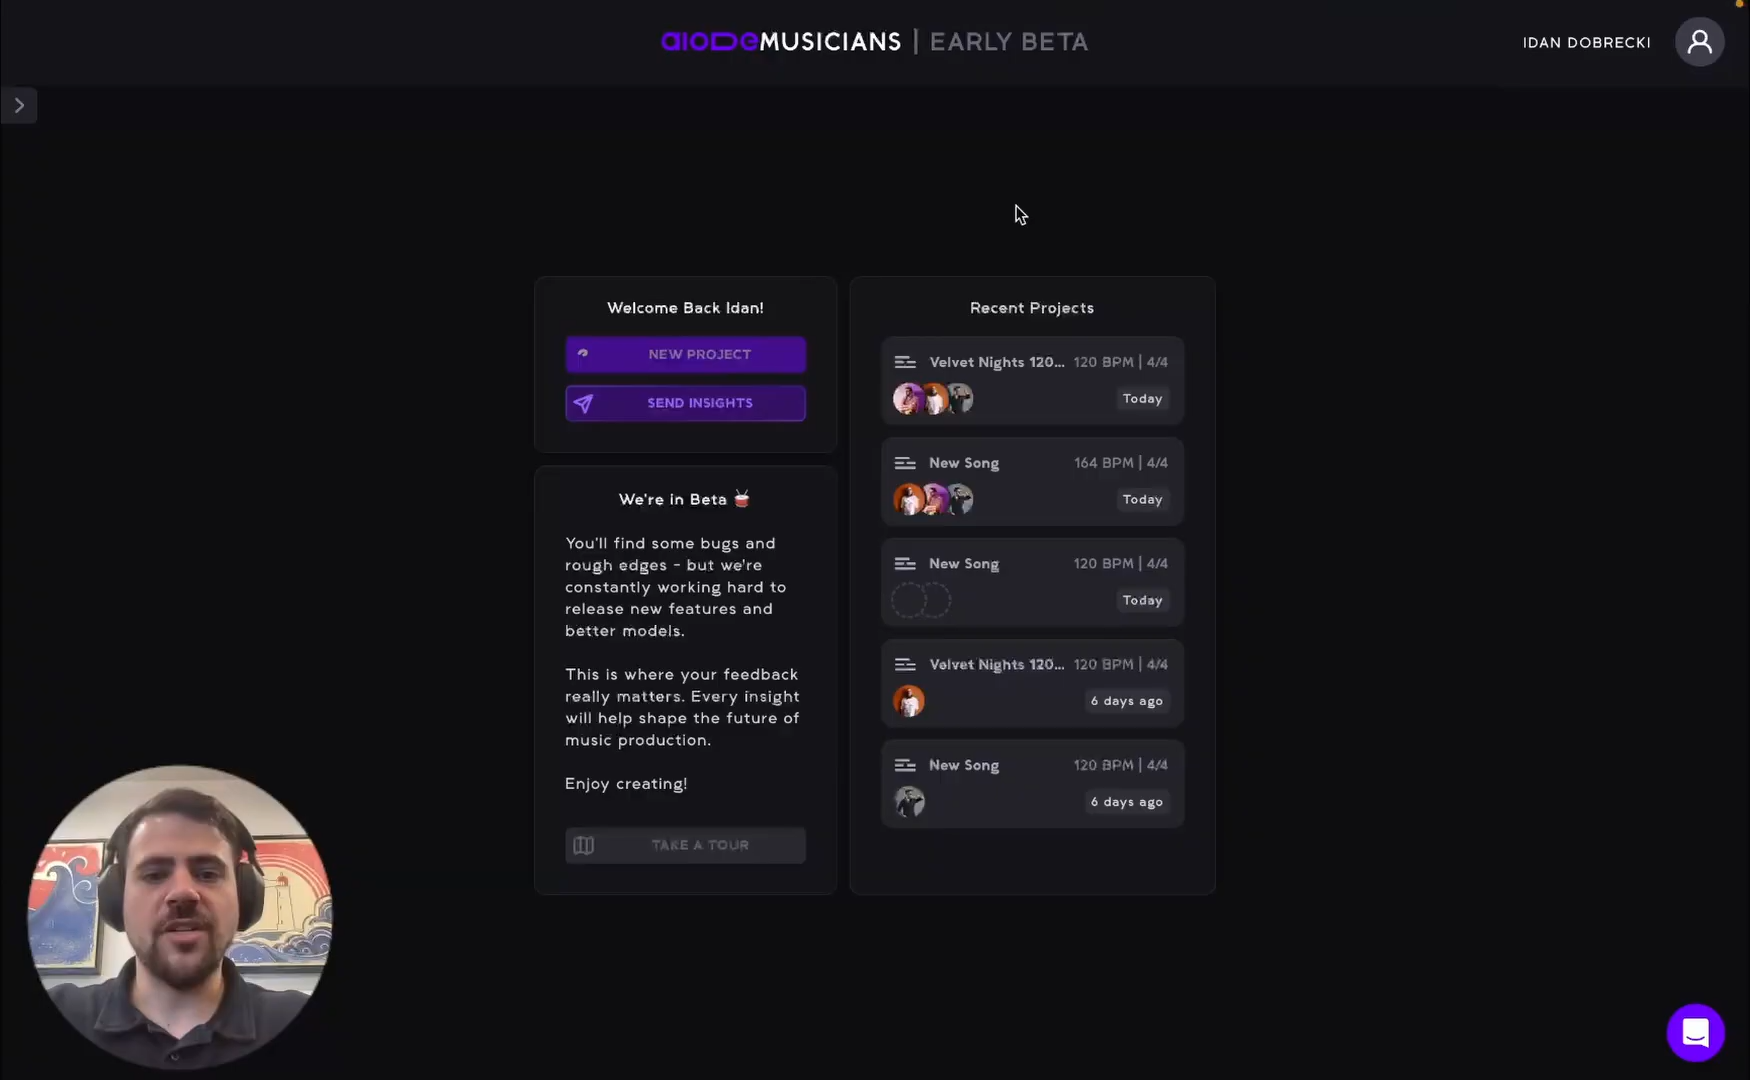 aiodeMUSICIANS | EARLY BETA
IDAN DOBRECKI
Welcome Back Idan!
NEW PROJECT
SEND INSIGHTS
We're in Beta 🥁
You'll find some bugs and
rough edges - but we're
constantly working hard to
release new features and
better models.
This is where your feedback
really matters. Every insight
will help shape the future of
music production.
Enjoy creating!
TAKE A TOUR
Recent Projects
Velvet Nights 120... 120 BPM | 4/4
Today
New Song 164 BPM | 4/4
Today
New Song 120 BPM | 4/4
Today
Velvet Nights 120... 120 BPM | 4/4
6 days ago
New Song 120 BPM | 4/4
6 days ago